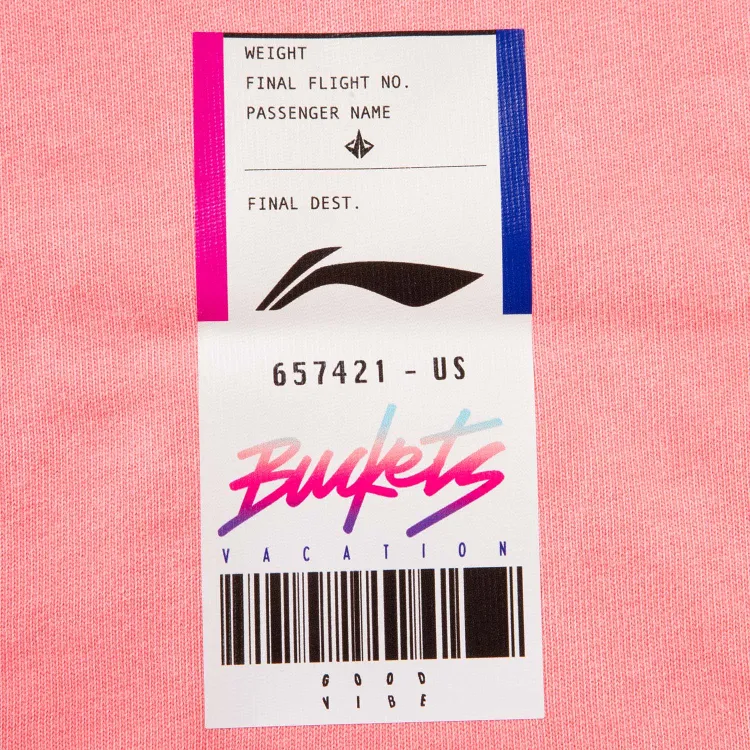 WEIGHT
FINAL FLIGHT NO.
PASSENGER NAME
FINAL DEST.
657421 - US
Buckets
VACATION
GOOD
VIBE